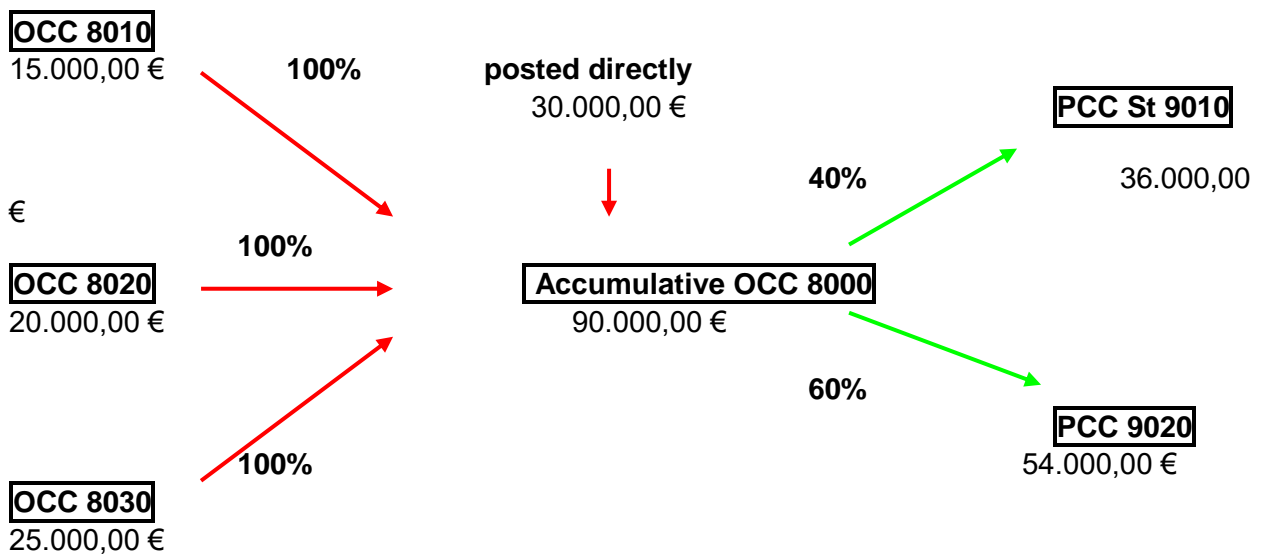 OCC 8010
15.000,00 € 100% posted directly
30.000,00 €
PCC St 9010
40% 36.000,00
€
100%
OCC 8020 Accumulative OCC 8000
20.000,00 € 90.000,00 €
60%
PCC 9020
100% 54.000,00 €
OCC 8030
25.000,00 €